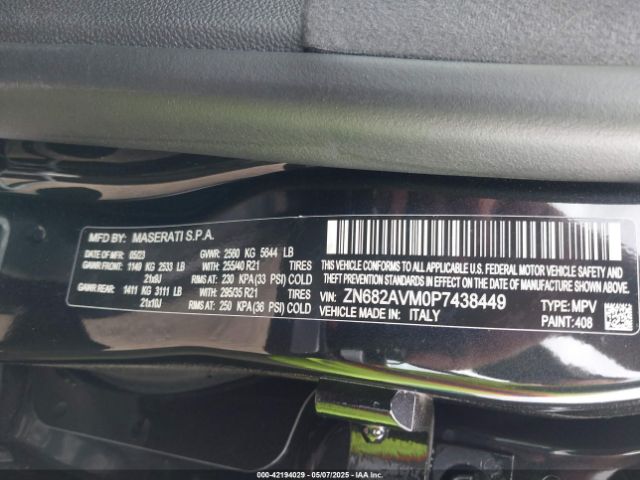 MFD BY: MASERATI S.P.A.
DATE OF MFR: 05/23 GVWR: 2560 KG 5644 LB
GAWR FRONT: 1149 KG 2533 LB WITH: 255/40 R21 TIRES
21x9J RIMS AT: 230 KPA (33 PSI) COLD
GAWR REAR: 1411 KG 3111 LB WITH: 295/35 R21 TIRES
21x10J RIMS AT: 250 KPA (36 PSI) COLD
THIS VEHICLE CONFORMS TO ALL APPLICABLE U.S. FEDERAL MOTOR VEHICLE SAFETY AND
THEFT PREVENTION STANDARDS IN EFFECT ON THE DATE OF MANUFACTURE SHOWN ABOVE.
VIN: ZN682AVM0P7438449 TYPE: MPV
VEHICLE MADE IN: ITALY PAINT: 408
000-42194029 - 05/07/2025 - IAAI.COM